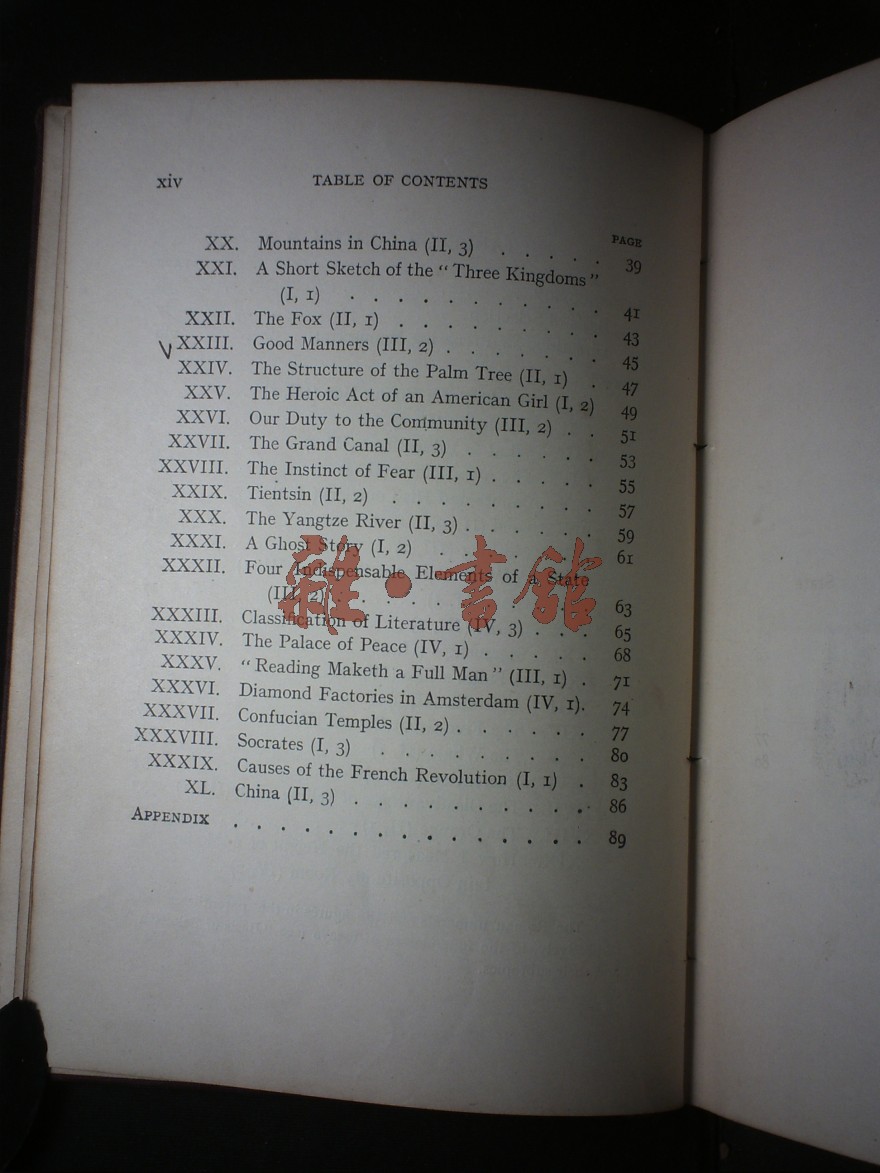 xiv TABLE OF CONTENTS
PAGE
XX. Mountains in China (II, 3) . . . . . 39
XXI. A Short Sketch of the “Three Kingdoms”
(I, 1) . . . . . . . . . . 41
XXII. The Fox (II, 1) . . . . . . . . 43
V XXIII. Good Manners (III, 2) . . . . . . 45
XXIV. The Structure of the Palm Tree (II, 1) . 47
XXV. The Heroic Act of an American Girl (I, 2) 49
XXVI. Our Duty to the Community (III, 2) . . 51
XXVII. The Grand Canal (II, 3) . . . . . . 53
XXVIII. The Instinct of Fear (III, 1) . . . . . 55
XXIX. Tientsin (II, 2) . . . . . . . . 57
XXX. The Yangtze River (II, 3) . . . . . . 59
XXXI. A Ghost Story (I, 2) . . . . . . . 61
XXXII. Four Indispensable Elements of a State
(III, 2) . . . . . . . . . . 63
XXXIII. Classification of Literature (IV, 3) . . . 65
XXXIV. The Palace of Peace (IV, 1) . . . . . 68
XXXV. “Reading Maketh a Full Man” (III, 1) . 71
XXXVI. Diamond Factories in Amsterdam (IV, 1). 74
XXXVII. Confucian Temples (II, 2) . . . . . . 77
XXXVIII. Socrates (I, 3) . . . . . . . . 80
XXXIX. Causes of the French Revolution (I, 1) . 83
XL. China (II, 3) . . . . . . . . . 86
APPENDIX . . . . . . . . . . . . . 89
雜·書館